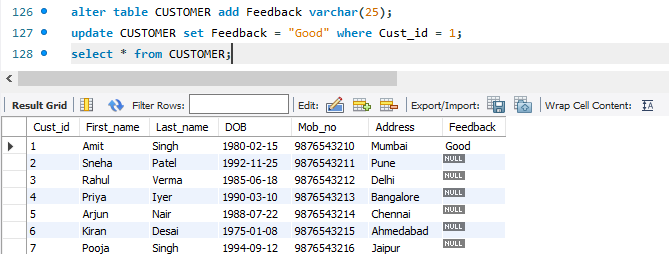 126 alter table CUSTOMER add Feedback varchar(25);
127 update CUSTOMER set Feedback = "Good" where Cust_id = 1;
128 select * from CUSTOMER;
Result Grid Filter Rows: Edit: Export/Import: Wrap Cell Content: IA
Cust_id First_name Last_name DOB Mob_no Address Feedback
1 Amit Singh 1980-02-15 9876543210 Mumbai Good
2 Sneha Patel 1992-11-25 9876543211 Pune NULL
3 Rahul Verma 1985-06-18 9876543212 Delhi NULL
4 Priya Iyer 1990-03-10 9876543213 Bangalore NULL
5 Arjun Nair 1988-07-22 9876543214 Chennai NULL
6 Kiran Desai 1975-01-08 9876543215 Ahmedabad NULL
7 Pooja Singh 1994-09-12 9876543216 Jaipur NULL